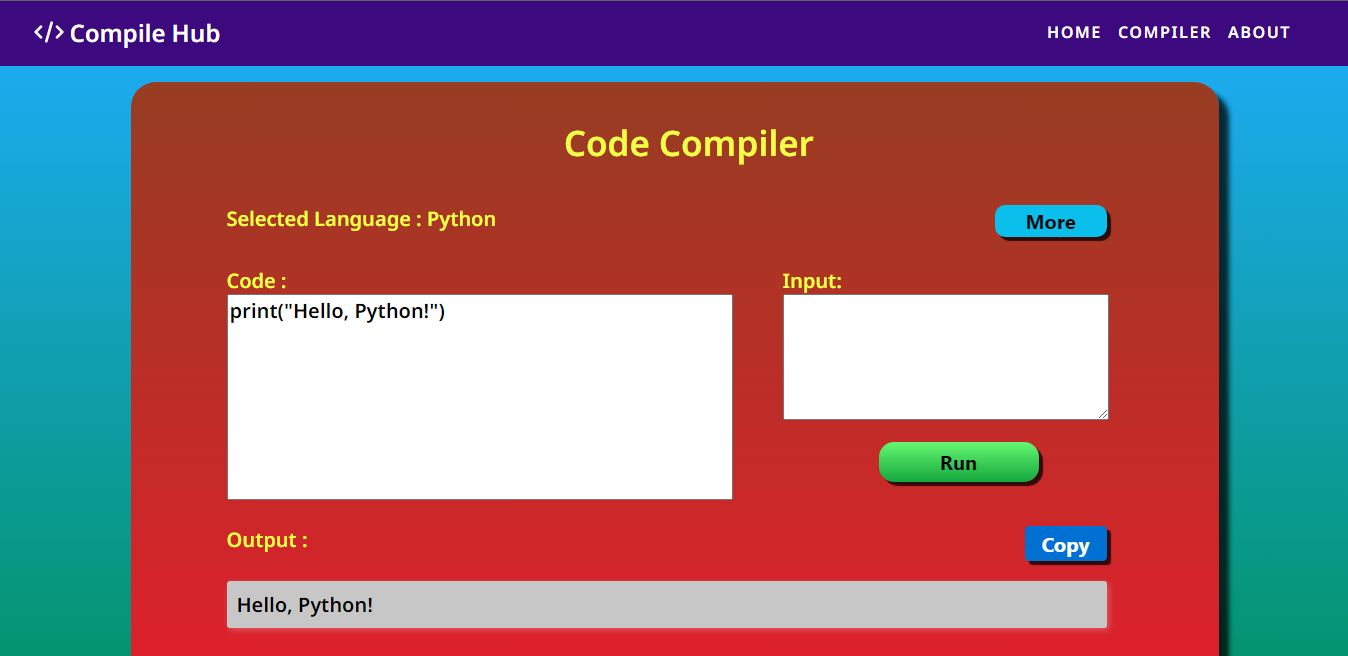 </> Compile Hub
HOME COMPILER ABOUT
Code Compiler
Selected Language : Python
More
Code :
Input:
print("Hello, Python!")
Run
Output :
Copy
Hello, Python!